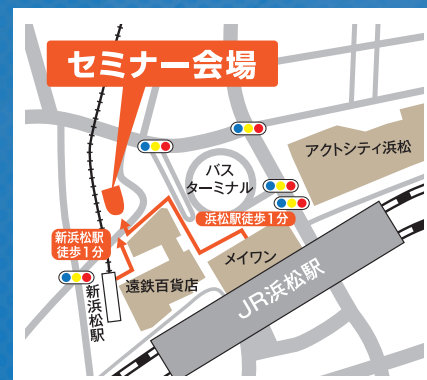 セミナー会場
アクトシティ浜松
バス
ターミナル
浜松駅徒歩1分
新浜松駅
徒歩1分
メイワン
遠鉄百貨店
新浜松駅
JR浜松駅